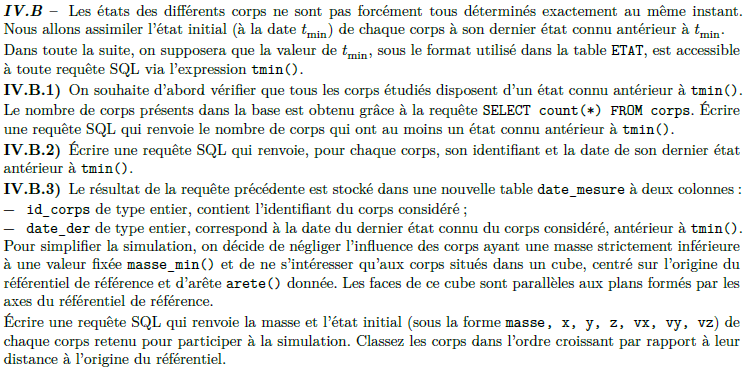 IV.B – Les états des différents corps ne sont pas forcément tous déterminés exactement au même instant.
Nous allons assimiler l'état initial (à la date tmin) de chaque corps à son dernier état connu antérieur à tmin.
Dans toute la suite, on supposera que la valeur de tmin, sous le format utilisé dans la table ETAT, est accessible
à toute requête SQL via l'expression tmin().
IV.B.1) On souhaite d'abord vérifier que tous les corps étudiés disposent d'un état connu antérieur à tmin().
Le nombre de corps présents dans la base est obtenu grâce à la requête SELECT count(*) FROM corps. Écrire
une requête SQL qui renvoie le nombre de corps qui ont au moins un état connu antérieur à tmin().
IV.B.2) Écrire une requête SQL qui renvoie, pour chaque corps, son identifiant et la date de son dernier état
antérieur à tmin().
IV.B.3) Le résultat de la requête précédente est stocké dans une nouvelle table date_mesure à deux colonnes :
— id_corps de type entier, contient l'identifiant du corps considéré ;
— date_der de type entier, correspond à la date du dernier état connu du corps considéré, antérieur à tmin().
Pour simplifier la simulation, on décide de négliger l'influence des corps ayant une masse strictement inférieure
à une valeur fixée masse_min() et de ne s'intéresser qu'aux corps situés dans un cube, centré sur l'origine du
référentiel de référence et d'arête arete() donnée. Les faces de ce cube sont parallèles aux plans formés par les
axes du référentiel de référence.
Écrire une requête SQL qui renvoie la masse et l'état initial (sous la forme masse, x, y, z, vx, vy, vz) de
chaque corps retenu pour participer à la simulation. Classez les corps dans l'ordre croissant par rapport à leur
distance à l'origine du référentiel.